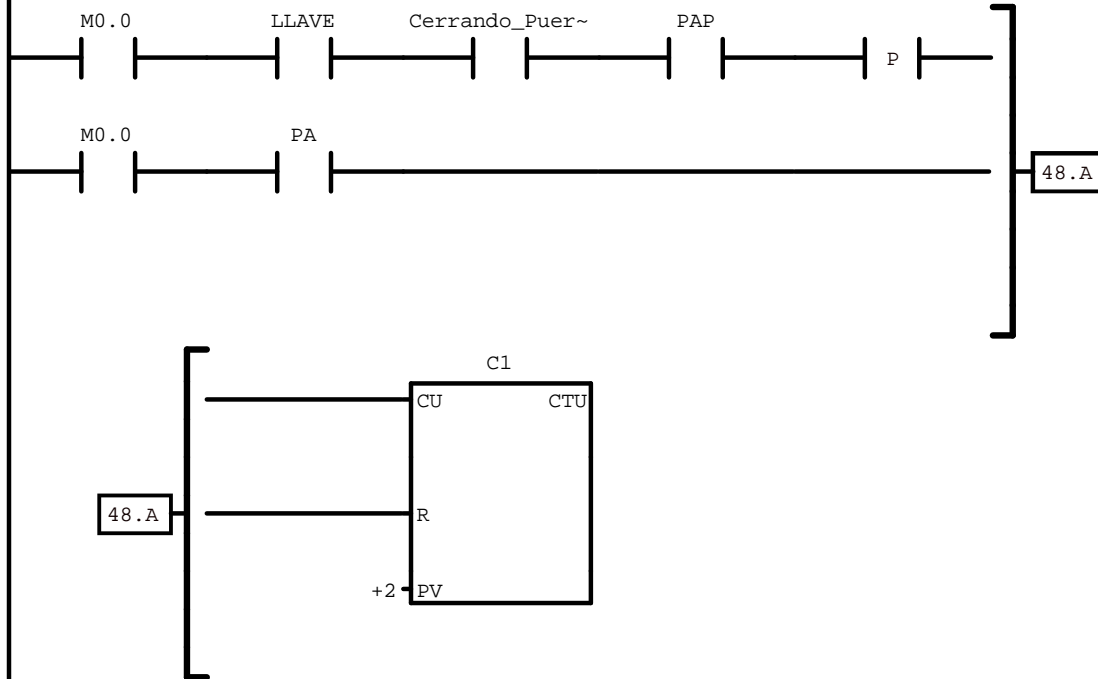 M0.0 LLAVE Cerrando_Puer~ PAP
P
M0.0 PA
48.A
C1
CU CTU
48.A R
+2 PV